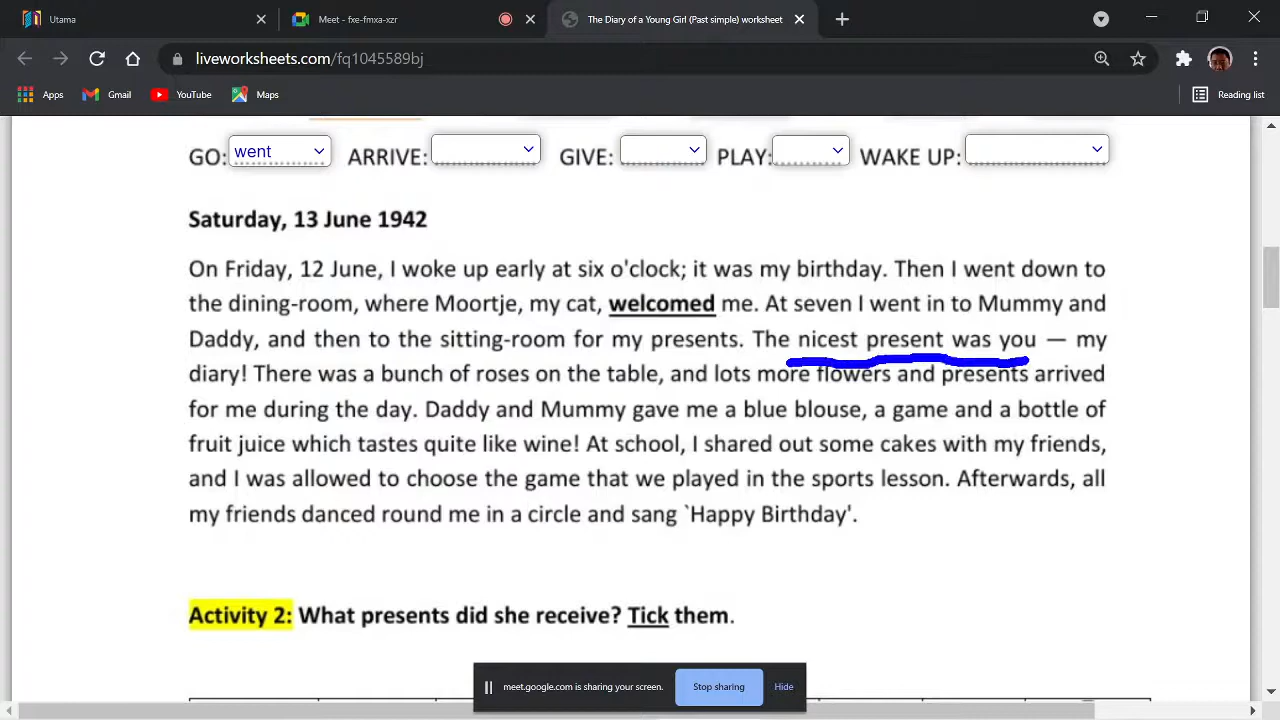 Utama
Meet - fxe-fmxa-xzr
The Diary of a Young Girl (Past simple) worksheet
liveworksheets.com/fq1045589bj
Apps Gmail YouTube Maps Reading list
GO: went ARRIVE: GIVE: PLAY: WAKE UP:
Saturday, 13 June 1942
On Friday, 12 June, I woke up early at six o'clock; it was my birthday. Then I went down to
the dining-room, where Moortje, my cat, welcomed me. At seven I went in to Mummy and
Daddy, and then to the sitting-room for my presents. The nicest present was you — my
diary! There was a bunch of roses on the table, and lots more flowers and presents arrived
for me during the day. Daddy and Mummy gave me a blue blouse, a game and a bottle of
fruit juice which tastes quite like wine! At school, I shared out some cakes with my friends,
and I was allowed to choose the game that we played in the sports lesson. Afterwards, all
my friends danced round me in a circle and sang `Happy Birthday'.
Activity 2: What presents did she receive? Tick them.
meet.google.com is sharing your screen. Stop sharing Hide